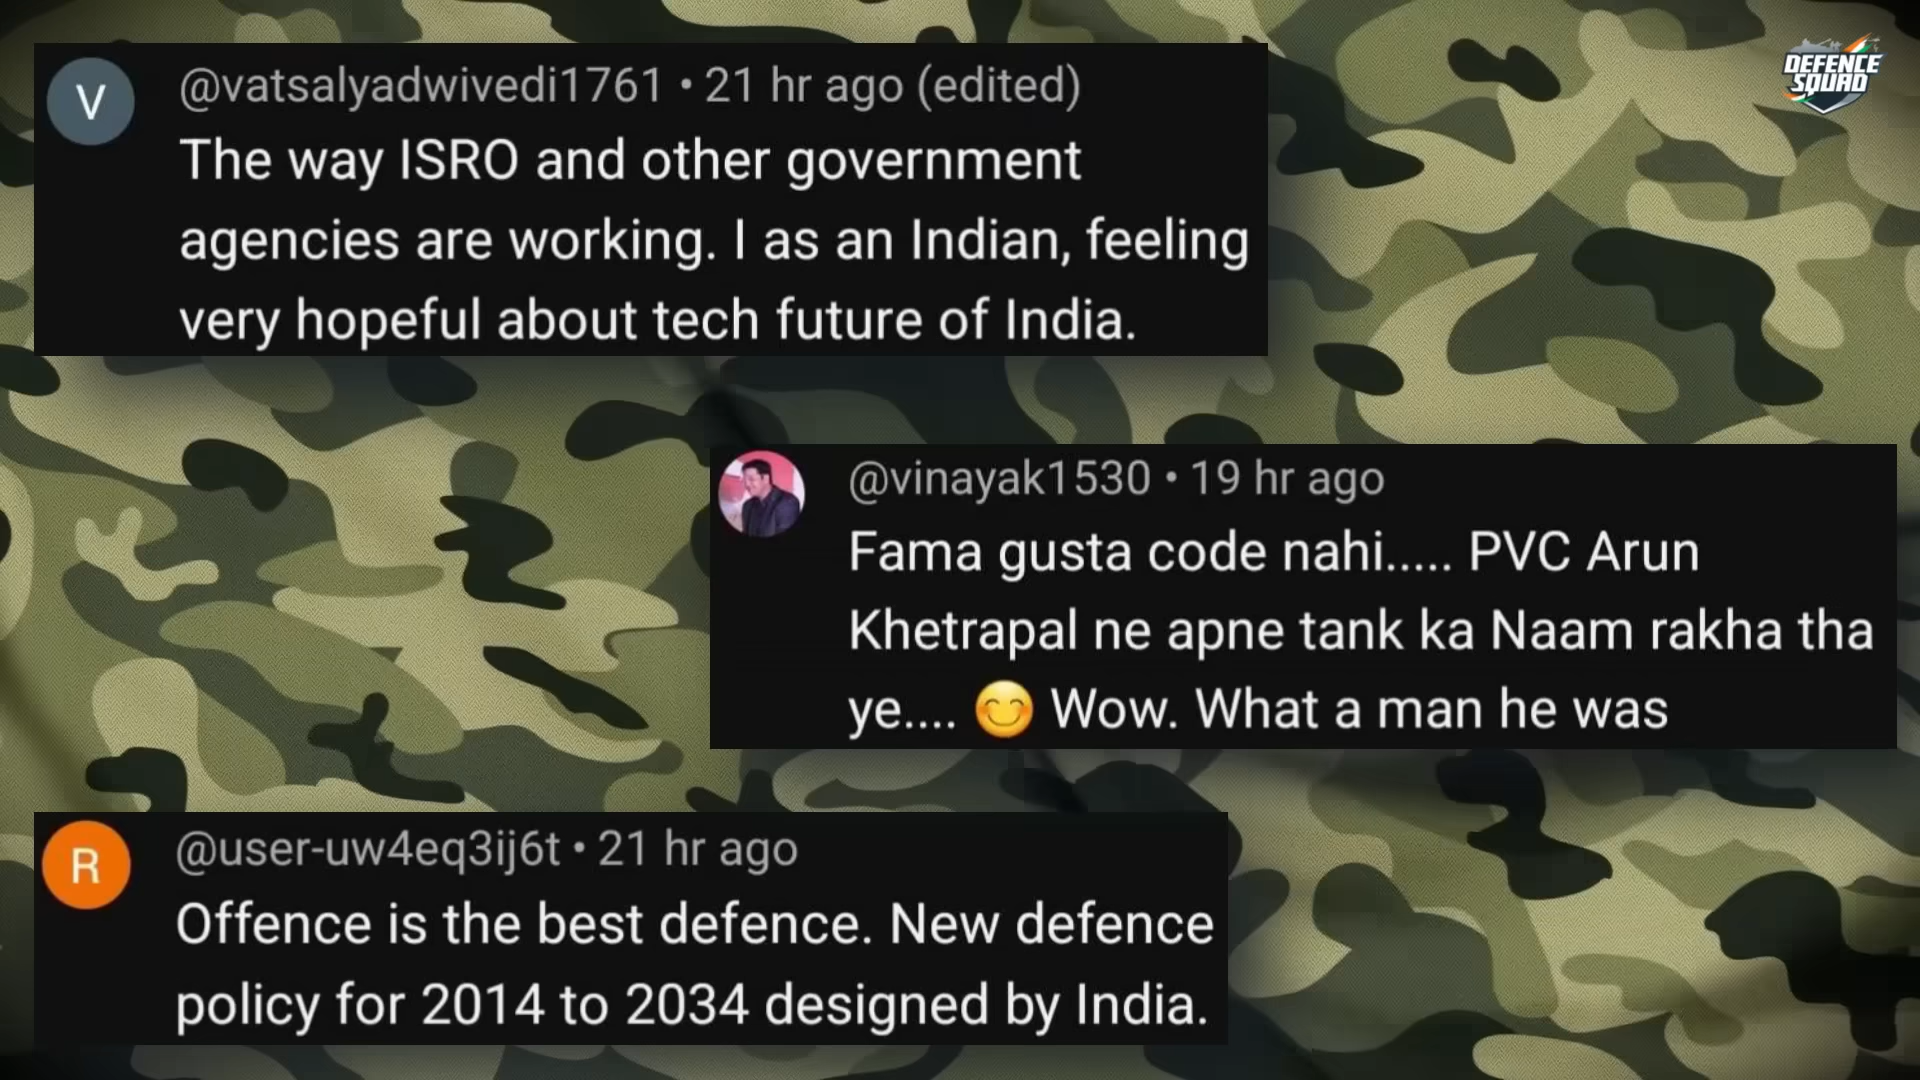 DEFENCE
SQUAD
V
@vatsalyadwivedi1761 • 21 hr ago (edited)
The way ISRO and other government
agencies are working. I as an Indian, feeling
very hopeful about tech future of India.
@vinayak1530 • 19 hr ago
Fama gusta code nahi..... PVC Arun
Khetrapal ne apne tank ka Naam rakha tha
ye.... 😊 Wow. What a man he was
R
@user-uw4eq3ij6t • 21 hr ago
Offence is the best defence. New defence
policy for 2014 to 2034 designed by India.